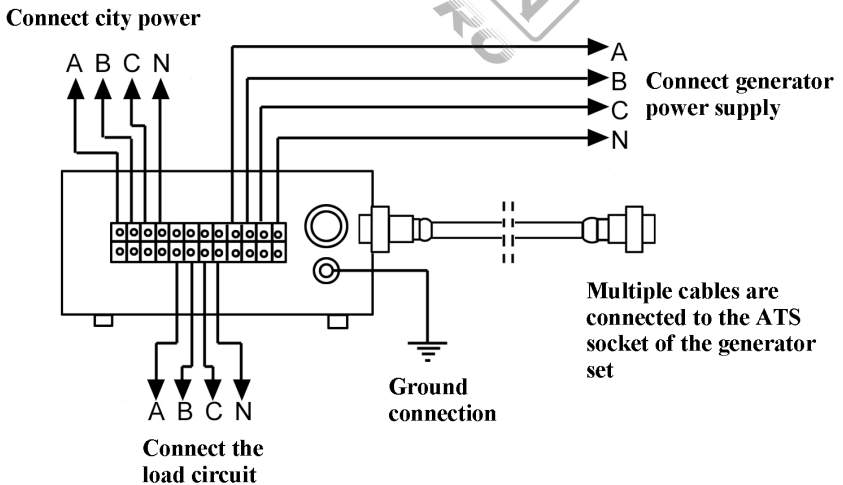 Connect city power
A B C N
A
B
C
N
Connect generator
power supply
Multiple cables are
connected to the ATS
socket of the generator
set
Ground
connection
A B C N
Connect the
load circuit